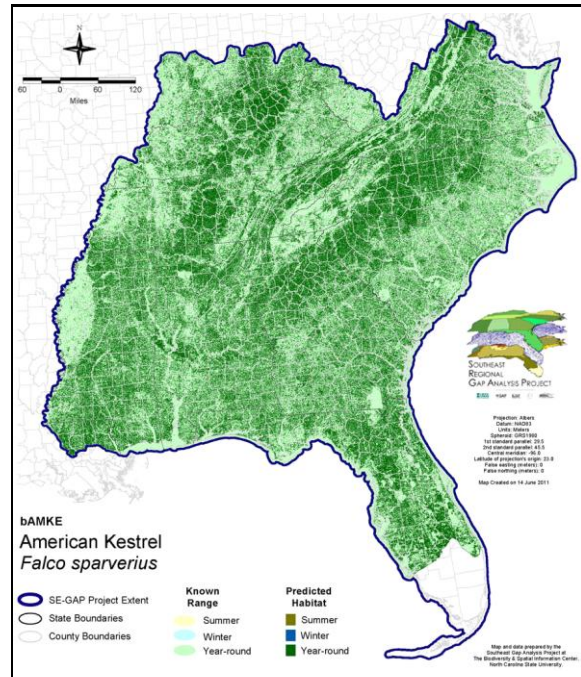 N
60 0 60 120
Miles
SOUTHEAST
REGIONAL
GAP ANALYSIS PROJECT
Projection: Albers
Datum: NAD83
Units: Meters
Spheroid: GRS1980
1st standard parallel: 29.5
2nd standard parallel: 45.5
Central meridian: -96.0
Latitude of projection's origin: 23.0
False easting (meters): 0
False northing (meters): 0
Map Created on 14 June 2011
bAMKE
American Kestrel
Falco sparverius
SE-GAP Project Extent
State Boundaries
County Boundaries
Known
Range
Summer
Winter
Year-round
Predicted
Habitat
Summer
Winter
Year-round
Map and data prepared by the
Southeast Gap Analysis Project at
The Biodiversity & Spatial Information Center,
North Carolina State University.